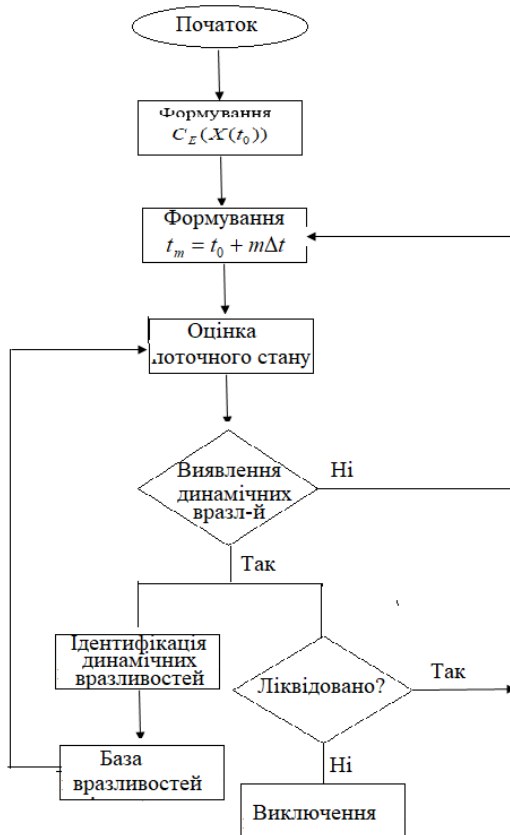 Початок
Формування
C_E(X(t_0))
Формування
t_m = t_0 + mΔt
Оцінка
поточного стану
Виявлення
динамічних
вразл-й
Ні
Так
Ідентифікація
динамічних
вразливостей
Ліквідовано?
Так
База
вразливостей
Ні
Виключення